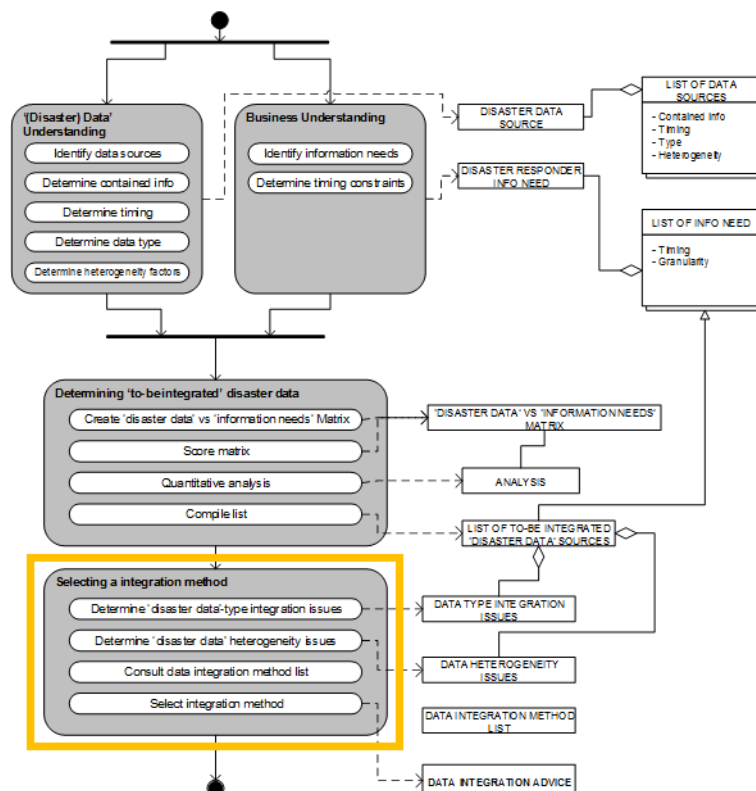 '(Disaster) Data'
Understanding
Identify data sources
Determine contained info
Determine timing
Determine data type
Determine heterogeneity factors
Business Understanding
Identify information needs
Determine timing constraints
DISASTER DATA
SOURCE
DISASTER RESPONDER
INFO NEED
LIST OF DATA
SOURCES
- Contained info
- Timing
- Type
- Heterogeneity
LIST OF INFO NEED
- Timing
- Granularity
Determining 'to-be integrated' disaster data
Create 'disaster data' vs 'information needs' Matrix
Score matrix
Quantitative analysis
Compile list
'DISASTER DATA' VS 'INFORMATION NEEDS'
MATRIX
ANALYSIS
LIST OF TO-BE INTEGRATED
'DISASTER DATA' SOURCES
Selecting a integration method
Determine 'disaster data'-type integration issues
Determine 'disaster data' heterogeneity issues
Consult data integration method list
Select integration method
DATA TYPE INTEGRATION
ISSUES
DATA HETEROGENEITY
ISSUES
DATA INTEGRATION METHOD
LIST
DATA INTEGRATION ADVICE